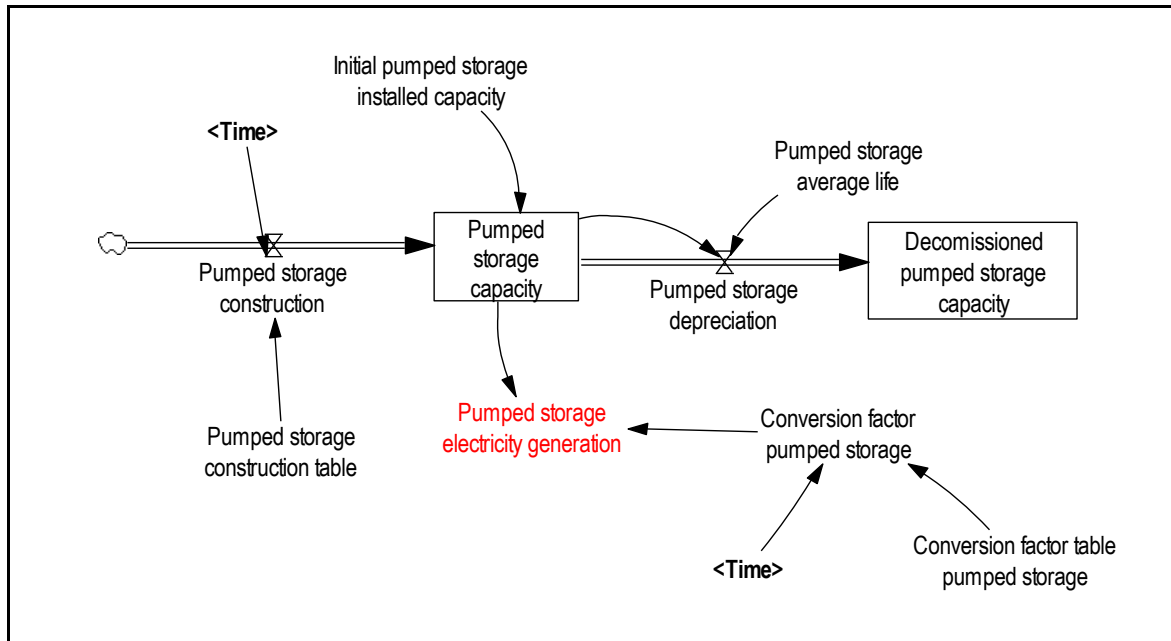 Initial pumped storage
installed capacity
<Time>
Pumped storage
average life
Pumped
storage
capacity
Decomissioned
pumped storage
capacity
Pumped storage
construction
Pumped storage
depreciation
Pumped storage
electricity generation
Conversion factor
pumped storage
Pumped storage
construction table
<Time>
Conversion factor table
pumped storage